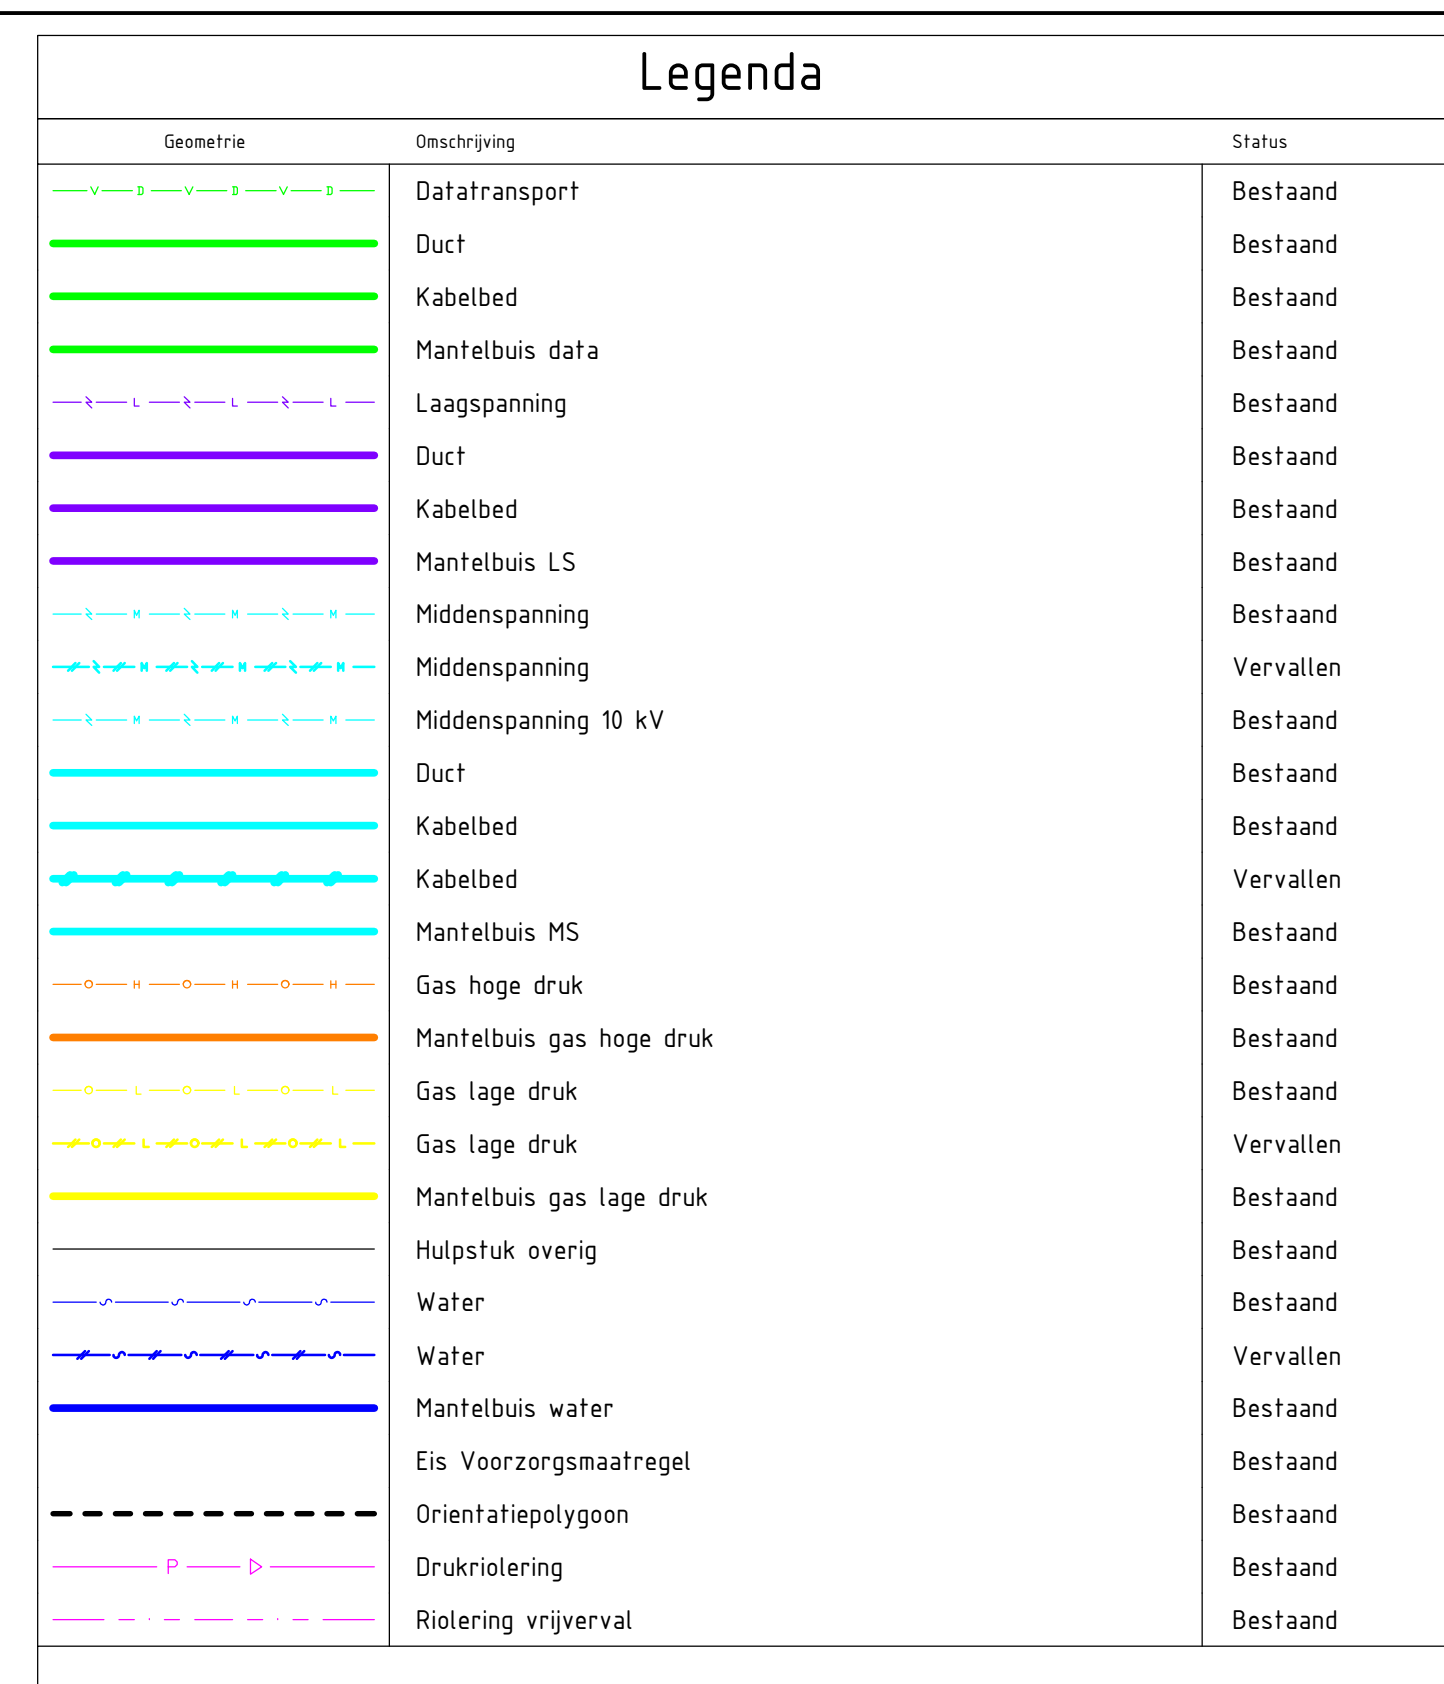 Legenda
Geometrie Omschrijving Status
V D V D V D Datatransport Bestaand
Duct Bestaand
Kabelbed Bestaand
Mantelbuis data Bestaand
L L L Laagspanning Bestaand
Duct Bestaand
Kabelbed Bestaand
Mantelbuis LS Bestaand
M M M Middenspanning Bestaand
M M M Middenspanning Vervallen
M M M Middenspanning 10 kV Bestaand
Duct Bestaand
Kabelbed Bestaand
Kabelbed Vervallen
Mantelbuis MS Bestaand
O H O H O H Gas hoge druk Bestaand
Mantelbuis gas hoge druk Bestaand
O L O L O L Gas lage druk Bestaand
O L O L O L Gas lage druk Vervallen
Mantelbuis gas lage druk Bestaand
Hulpstuk overig Bestaand
Water Bestaand
Water Vervallen
Mantelbuis water Bestaand
Eis Voorzorgsmaatregel Bestaand
Orientatiepolygoon Bestaand
P Drukriolering Bestaand
Riolering vrijverval Bestaand